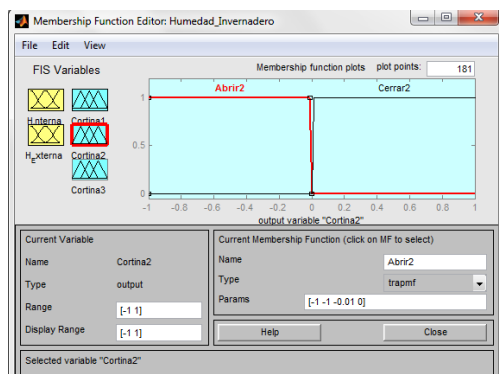 Membership Function Editor: Humedad_Invernadero
File Edit View
FIS Variables
Membership function plots plot points: 181
H_nterna Cortina1
H_Externa Cortina2
Cortina3
Abrir2 Cerrar2
1
0.5
0
-1 -0.8 -0.6 -0.4 -0.2 0 0.2 0.4 0.6 0.8 1
output variable "Cortina2"
Current Variable
Name Cortina2
Type output
Range [-1 1]
Display Range [-1 1]
Current Membership Function (click on MF to select)
Name Abrir2
Type trapmf
Params [-1 -1 -0.01 0]
Help Close
Selected variable "Cortina2"